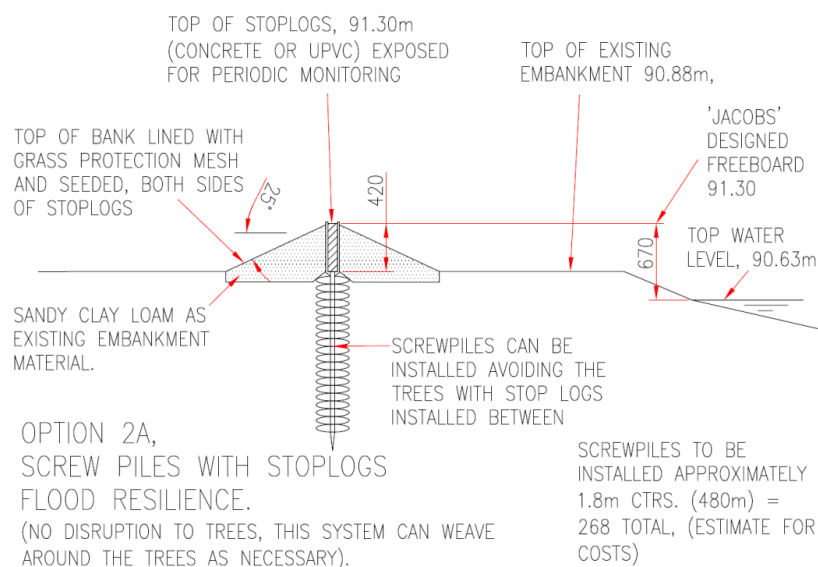 TOP OF STOPLOGS, 91.30m
(CONCRETE OR UPVC) EXPOSED
FOR PERIODIC MONITORING
TOP OF EXISTING
EMBANKMENT 90.88m,
'JACOBS'
DESIGNED
FREEBOARD
91.30
TOP OF BANK LINED WITH
GRASS PROTECTION MESH
AND SEEDED, BOTH SIDES
OF STOPLOGS
25°
420
670
TOP WATER
LEVEL, 90.63m
SANDY CLAY LOAM AS
EXISTING EMBANKMENT
MATERIAL.
SCREWPILES CAN BE
INSTALLED AVOIDING THE
TREES WITH STOP LOGS
INSTALLED BETWEEN
OPTION 2A,
SCREW PILES WITH STOPLOGS
FLOOD RESILIENCE.
(NO DISRUPTION TO TREES, THIS SYSTEM CAN WEAVE
AROUND THE TREES AS NECESSARY).
SCREWPILES TO BE
INSTALLED APPROXIMATELY
1.8m CTRS. (480m) =
268 TOTAL, (ESTIMATE FOR
COSTS)